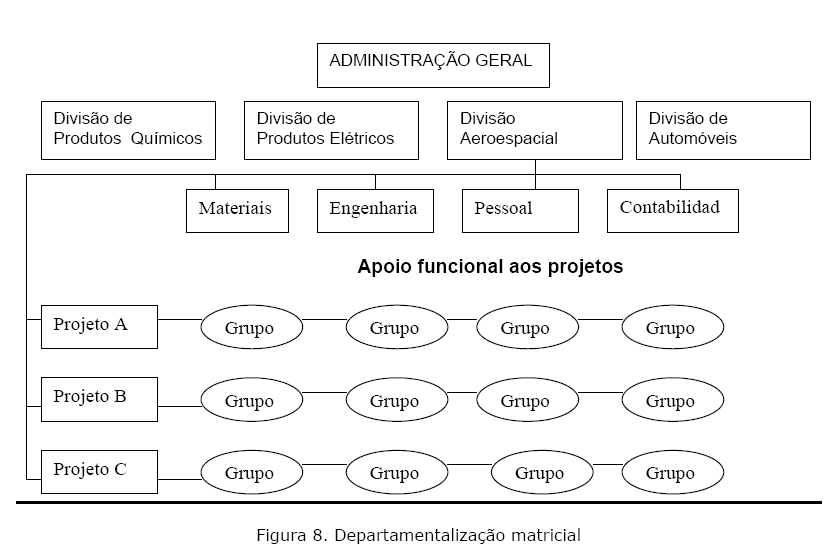 ADMINISTRAÇÃO GERAL
Divisão de
Produtos Químicos
Divisão de
Produtos Elétricos
Divisão
Aeroespacial
Divisão de
Automóveis
Materiais
Engenharia
Pessoal
Contabilidad
Apoio funcional aos projetos
Projeto A
Grupo
Grupo
Grupo
Grupo
Projeto B
Grupo
Grupo
Grupo
Grupo
Projeto C
Grupo
Grupo
Grupo
Grupo
Figura 8. Departamentalização matricial